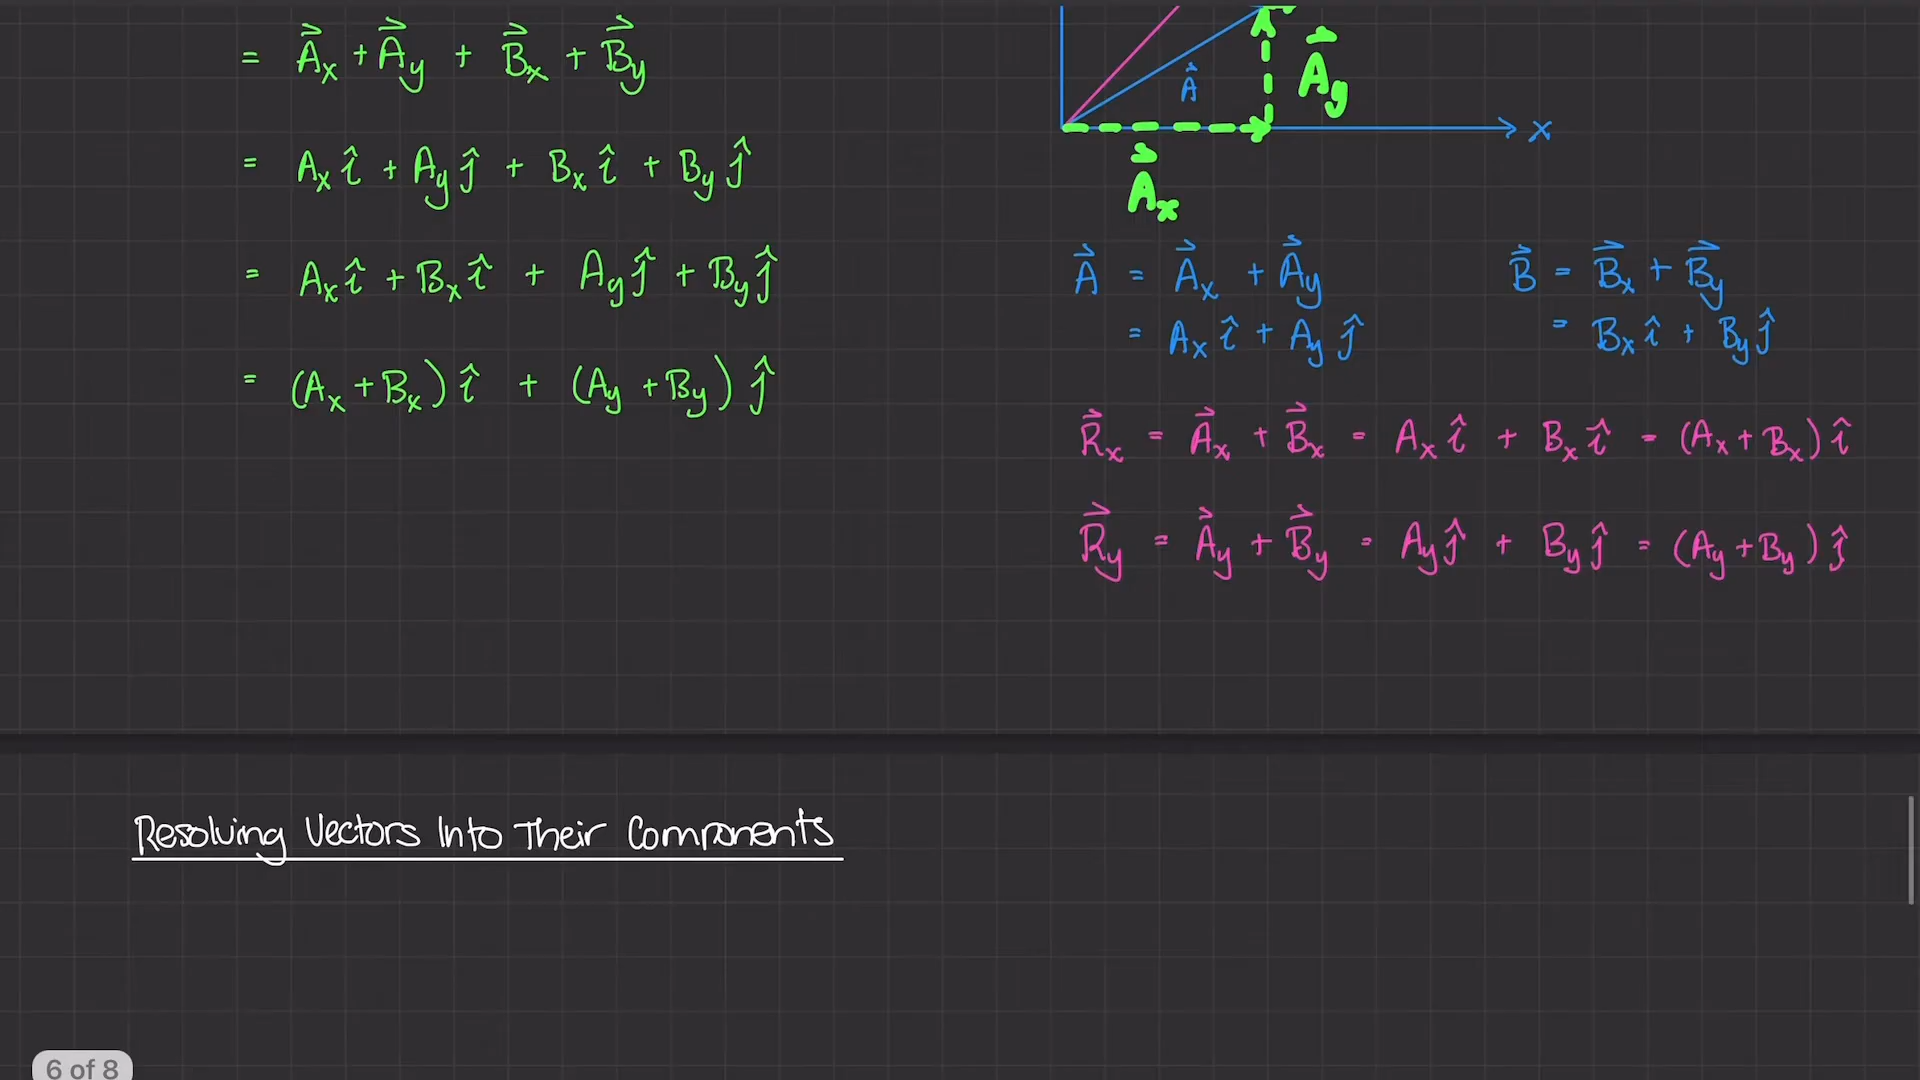 = A⃗x + A⃗y + B⃗x + B⃗y
= Ax î + Ay ĵ + Bx î + By ĵ
= Ax î + Bx î + Ay ĵ + By ĵ
= (Ax + Bx) î + (Ay + By) ĵ
A⃗
A⃗y
x
A⃗x
A⃗ = A⃗x + A⃗y
= Ax î + Ay ĵ
B⃗ = B⃗x + B⃗y
= Bx î + By ĵ
R⃗x = A⃗x + B⃗x = Ax î + Bx î = (Ax + Bx) î
R⃗y = A⃗y + B⃗y = Ay ĵ + By ĵ = (Ay + By) ĵ
Resolving Vectors Into Their Components
6 of 8